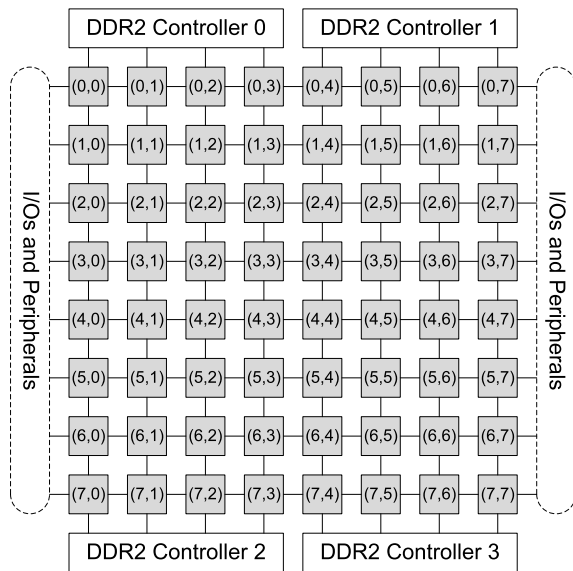 DDR2 Controller 0 DDR2 Controller 1
(0,0) (0,1) (0,2) (0,3) (0,4) (0,5) (0,6) (0,7)
(1,0) (1,1) (1,2) (1,3) (1,4) (1,5) (1,6) (1,7)
(2,0) (2,1) (2,2) (2,3) (2,4) (2,5) (2,6) (2,7)
(3,0) (3,1) (3,2) (3,3) (3,4) (3,5) (3,6) (3,7)
(4,0) (4,1) (4,2) (4,3) (4,4) (4,5) (4,6) (4,7)
(5,0) (5,1) (5,2) (5,3) (5,4) (5,5) (5,6) (5,7)
(6,0) (6,1) (6,2) (6,3) (6,4) (6,5) (6,6) (6,7)
(7,0) (7,1) (7,2) (7,3) (7,4) (7,5) (7,6) (7,7)
I/Os and Peripherals
I/Os and Peripherals
DDR2 Controller 2 DDR2 Controller 3